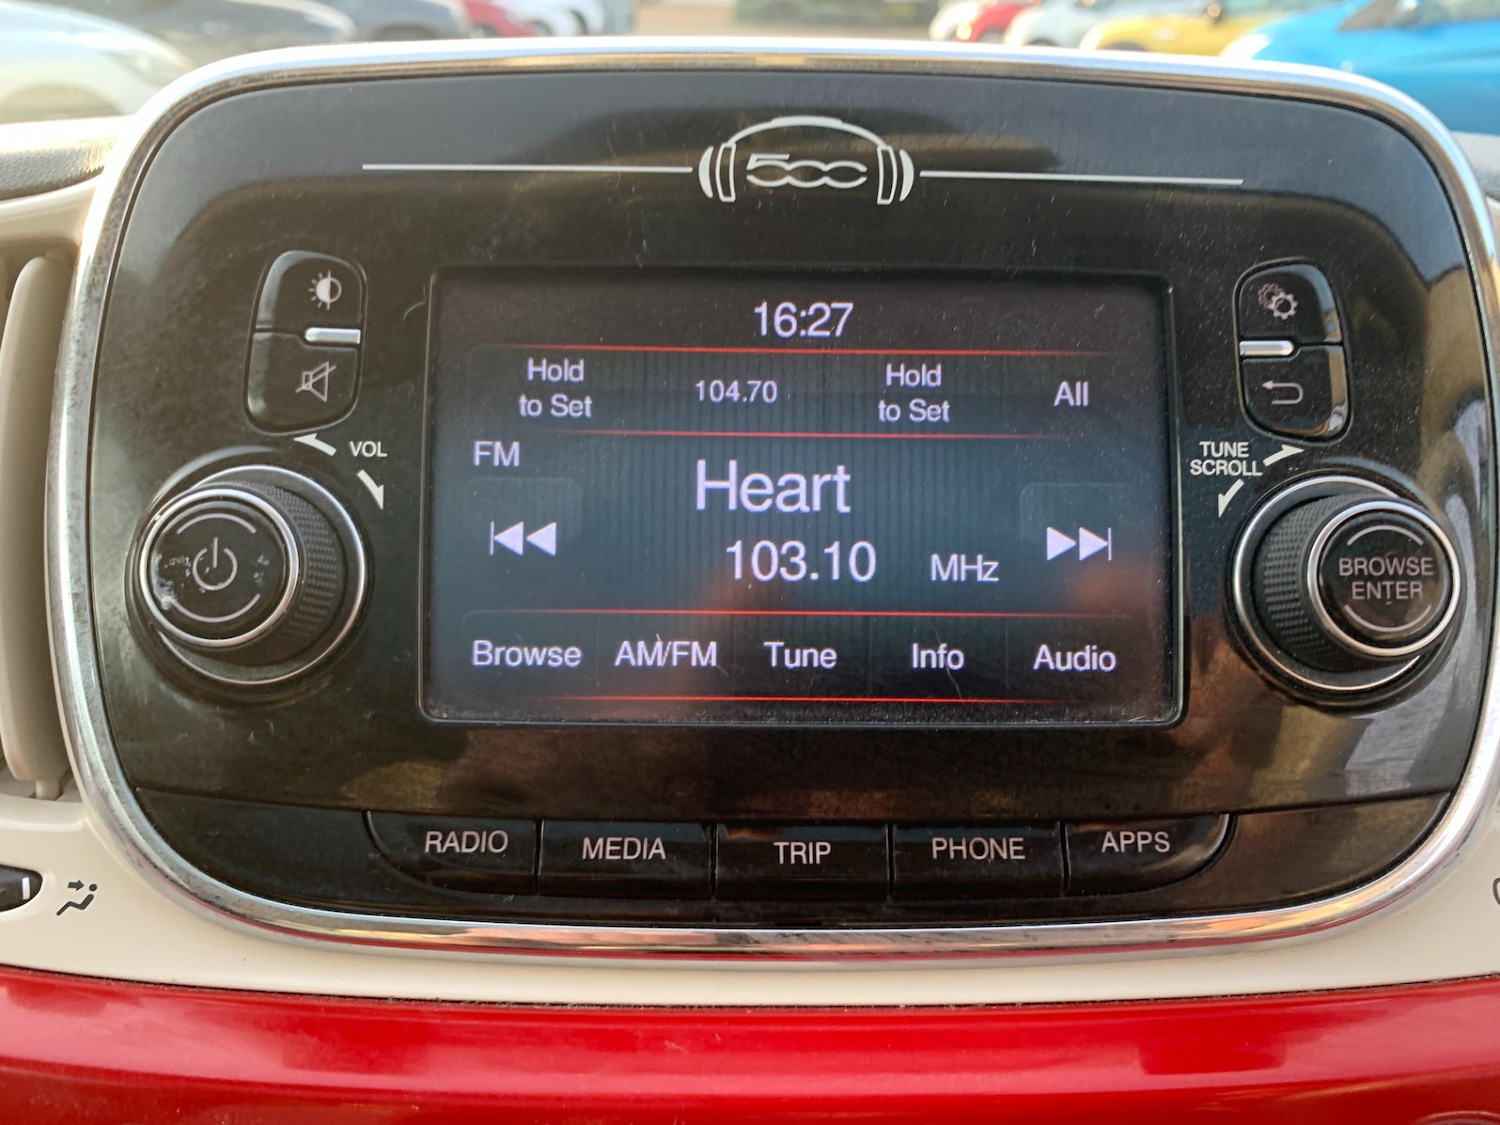 500
16:27
Hold to Set
104.70
Hold to Set
All
VOL
FM
TUNE
SCROLL
Heart
103.10 MHz
BROWSE
ENTER
Browse AM/FM Tune Info Audio
RADIO MEDIA TRIP PHONE APPS